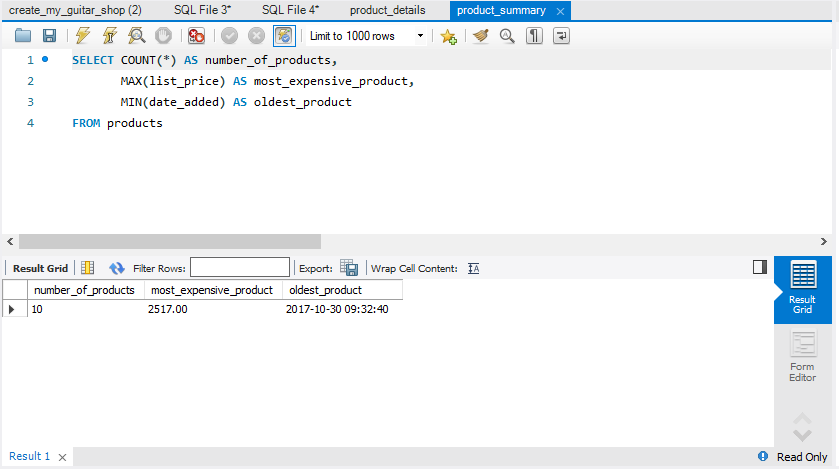 create_my_guitar_shop (2) SQL File 3* SQL File 4* product_details product_summary
Limit to 1000 rows
1 SELECT COUNT(*) AS number_of_products,
2 MAX(list_price) AS most_expensive_product,
3 MIN(date_added) AS oldest_product
4 FROM products
Result Grid Filter Rows: Export: Wrap Cell Content:
number_of_products most_expensive_product oldest_product
10 2517.00 2017-10-30 09:32:40
Result
Grid
Form
Editor
Result 1 Read Only